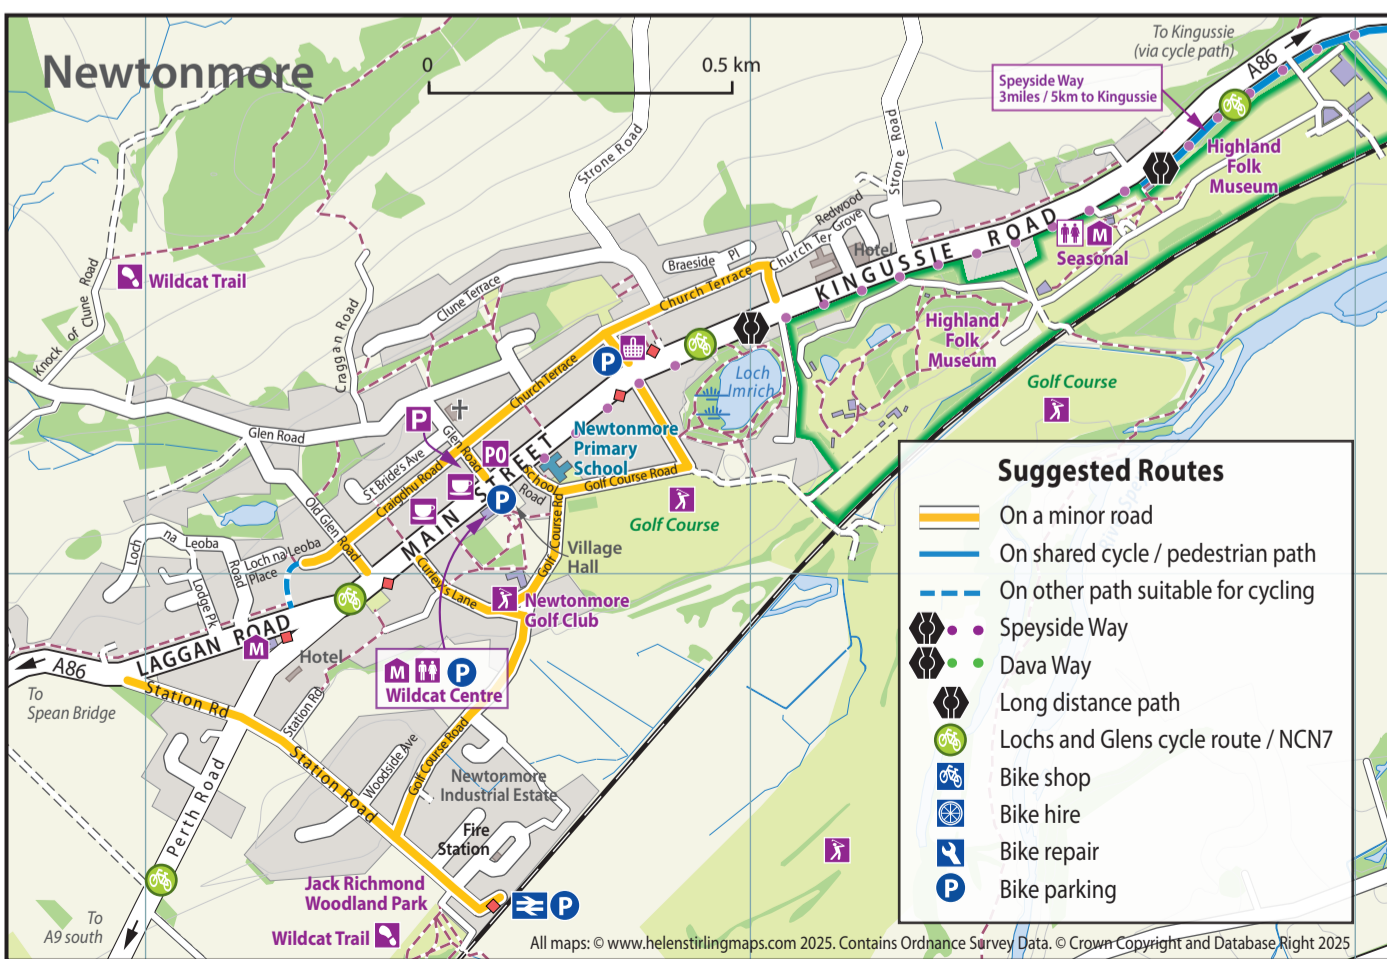 Newtonmore
0
0.5 km
To Kingussie
(via cycle path)
A86
Speyside Way
3miles / 5km to Kingussie
Strone Road
Strone Road
Highland
Folk
Museum
Redwood
Grove
Church Ter
Hotel
Braeside Pl
KINGUSSIE ROAD
Seasonal
Wildcat Trail
Knock of Clune Road
Craggan Road
Clune Terrace
Church Terrace
Highland
Folk
Museum
Loch
Imrich
Golf Course
Church Terrace
P
P
Glen Road
Glen Road
PO
Newtonmore
Primary
School
St Bride's Ave
Craigdhu Road
MAIN STREET
School
Road
Golf Course Road
P
Golf Course
Old Glen Road
Village
Hall
Loch na Leoba
Road
Loch na Leoba
Place
Lodge Pk
Curley's Lane
Golf Course Rd
Newtonmore
Golf Club
LAGGAN ROAD
M
M
Hotel
A86
To
Spean Bridge
M
P
Wildcat Centre
Station Rd
Station Rd
Station Road
Woodside Ave
Golf Course Road
Newtonmore
Industrial Estate
Perth Road
Fire
Station
Jack Richmond
Woodland Park
P
To
A9 south
Wildcat Trail
Suggested Routes
On a minor road
On shared cycle / pedestrian path
On other path suitable for cycling
Speyside Way
Dava Way
Long distance path
Lochs and Glens cycle route / NCN7
Bike shop
Bike hire
Bike repair
P
Bike parking
All maps: © www.helenstirlingmaps.com 2025. Contains Ordnance Survey Data. © Crown Copyright and Database Right 2025